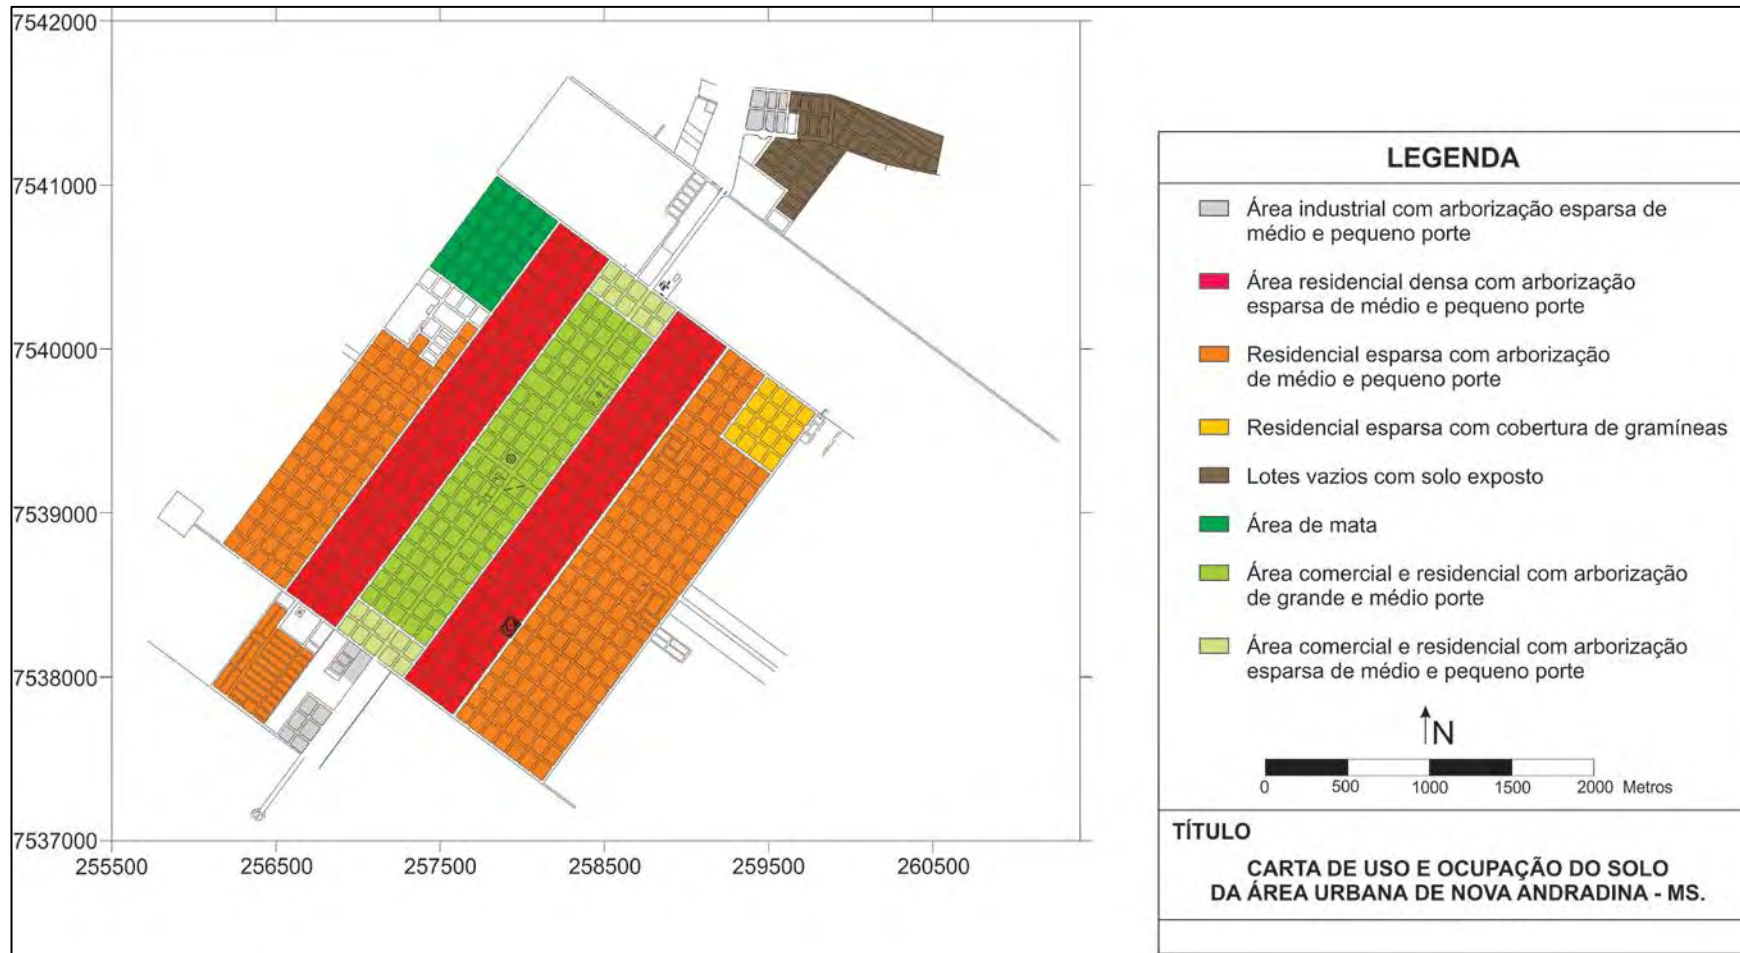 7542000
7541000
7540000
7539000
7538000
7537000
255500 256500 257500 258500 259500 260500
LEGENDA
Área industrial com arborização esparsa de
médio e pequeno porte
Área residencial densa com arborização
esparsa de médio e pequeno porte
Residencial esparsa com arborização
de médio e pequeno porte
Residencial esparsa com cobertura de gramíneas
Lotes vazios com solo exposto
Área de mata
Área comercial e residencial com arborização
de grande e médio porte
Área comercial e residencial com arborização
esparsa de médio e pequeno porte
N
0 500 1000 1500 2000 Metros
TÍTULO
CARTA DE USO E OCUPAÇÃO DO SOLO
DA ÁREA URBANA DE NOVA ANDRADINA - MS.